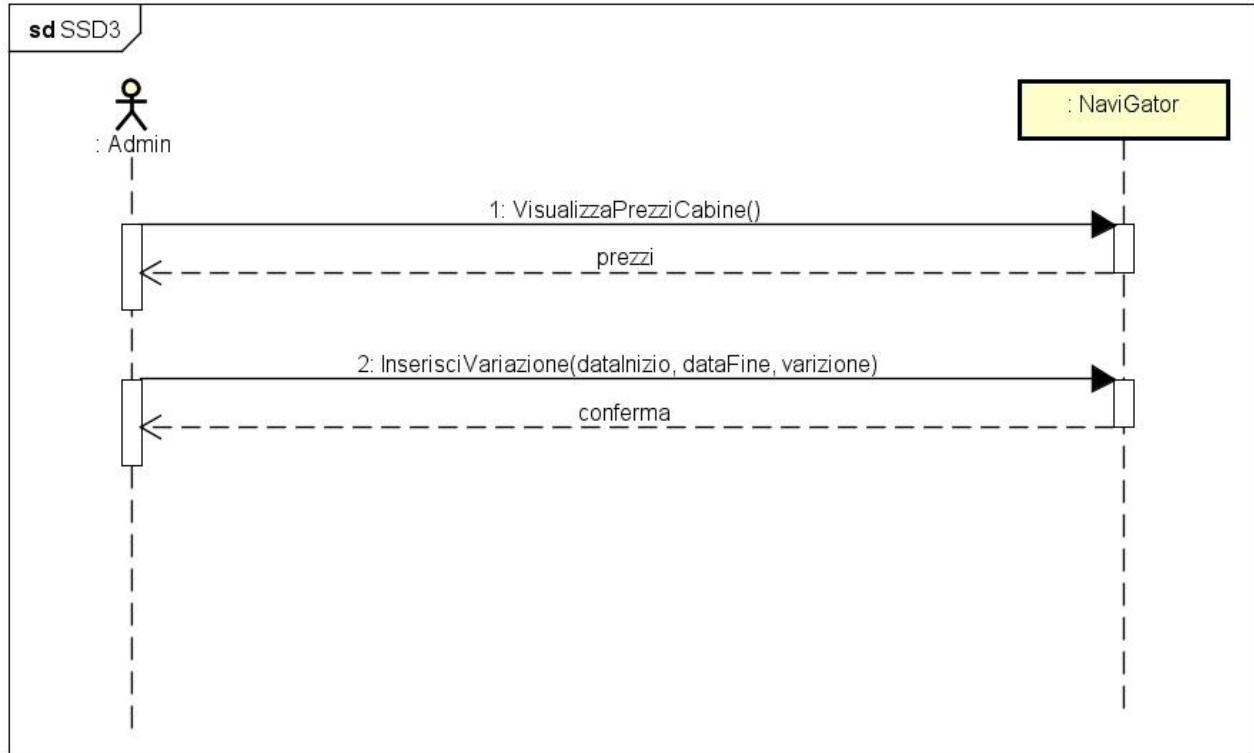 sd SSD3
: Admin
: NaviGator
1: VisualizzaPrezziCabine()
prezzi
2: InserisciVariazione(dataInizio, dataFine, varizione)
conferma